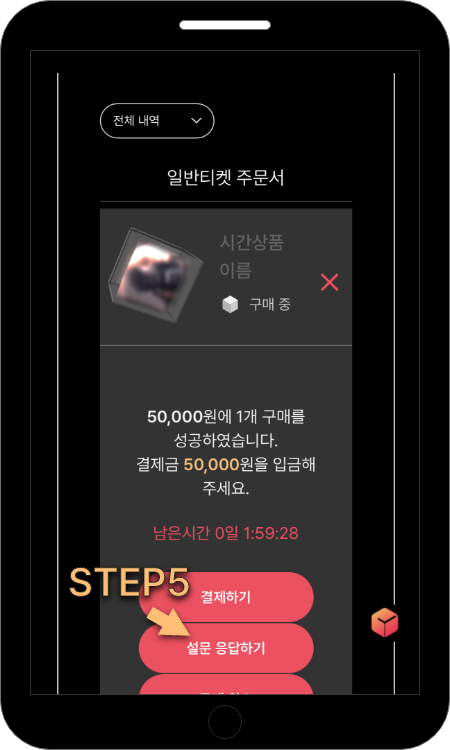 전체 내역
일반티켓 주문서
시간상품
이름
구매 중
50,000원에 1개 구매를
성공하였습니다.
결제금 50,000원을 입금해
주세요.
남은시간 0일 1:59:28
STEP5
결제하기
설문 응답하기